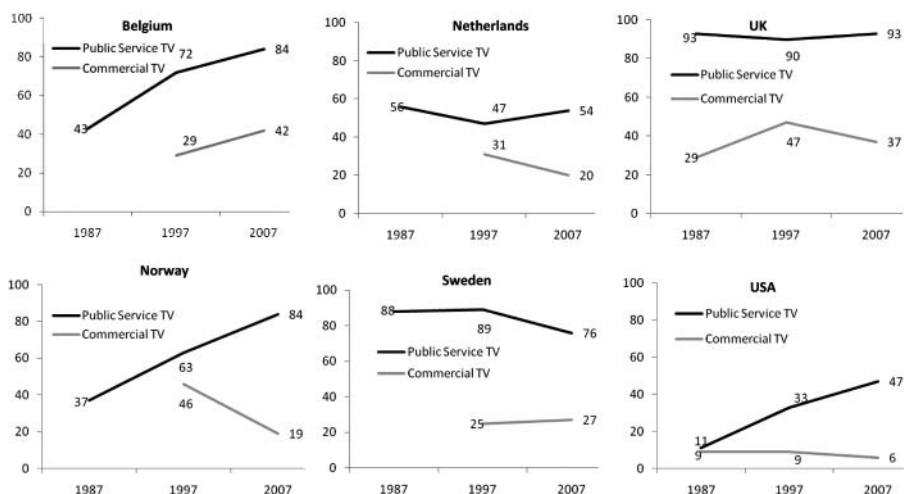 Belgium
100
80
60
40
20
0
Public Service TV
Commercial TV
43
72
84
29
42
1987 1997 2007
Netherlands
100
80
60
40
20
0
Public Service TV
Commercial TV
56
47
54
31
20
1987 1997 2007
UK
100
80
60
40
20
0
93
90
93
Public Service TV
Commercial TV
29
47
37
1987 1997 2007
Norway
100
80
60
40
20
0
Public Service TV
Commercial TV
37
63
84
46
19
1987 1997 2007
Sweden
100
80
60
40
20
0
88
89
76
Public Service TV
Commercial TV
25
27
1987 1997 2007
USA
100
80
60
40
20
0
Public Service TV
Commercial TV
11
33
47
9
9
6
1987 1997 2007